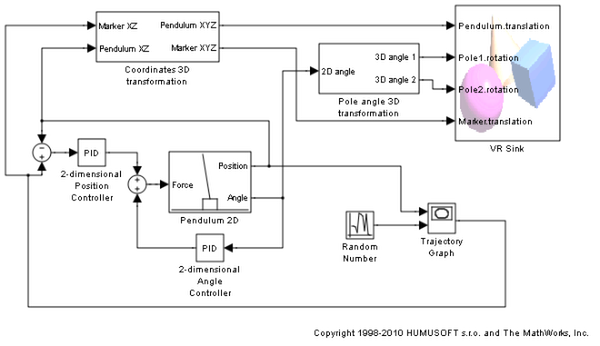 Marker XZ
Pendulum XZ
Pendulum XYZ
Marker XYZ
Coordinates 3D
transformation
2D angle
3D angle 1
3D angle 2
Pole angle 3D
transformation
Pendulum.translation
Pole1.rotation
Pole2.rotation
Marker.translation
VR Sink
PID
2-dimensional
Position
Controller
Force
Position
Angle
Pendulum 2D
PID
2-dimensional
Angle
Controller
Random
Number
Trajectory
Graph
Copyright 1998-2010 HUMUSOFT s.r.o. and The MathWorks, Inc.